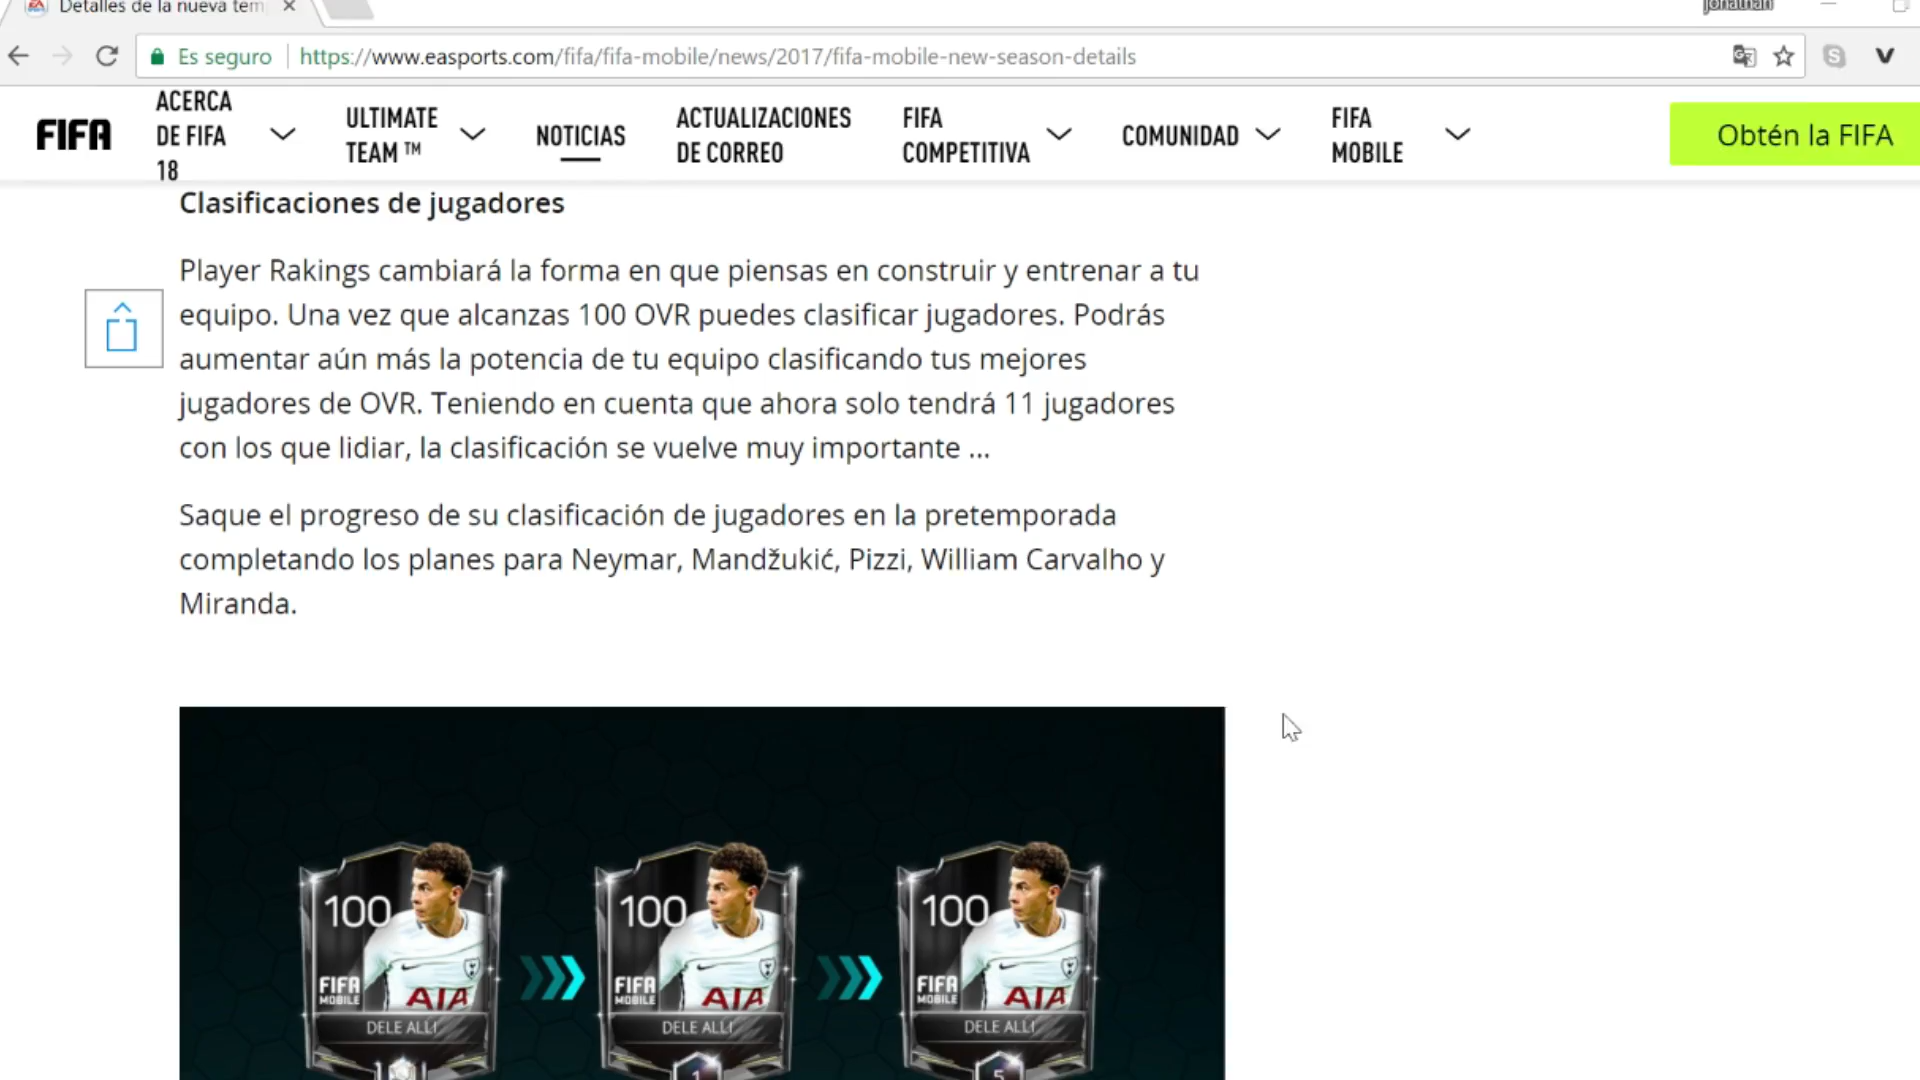 Detalles de la nueva tem
jonathan
Es seguro
https://www.easports.com/fifa/fifa-mobile/news/2017/fifa-mobile-new-season-details
FIFA
ACERCA
DE FIFA
18
ULTIMATE
TEAM ™
NOTICIAS
ACTUALIZACIONES
DE CORREO
FIFA
COMPETITIVA
COMUNIDAD
FIFA
MOBILE
Obtén la FIFA
Clasificaciones de jugadores
Player Rakings cambiará la forma en que piensas en construir y entrenar a tu
equipo. Una vez que alcanzas 100 OVR puedes clasificar jugadores. Podrás
aumentar aún más la potencia de tu equipo clasificando tus mejores
jugadores de OVR. Teniendo en cuenta que ahora solo tendrá 11 jugadores
con los que lidiar, la clasificación se vuelve muy importante ...
Saque el progreso de su clasificación de jugadores en la pretemporada
completando los planes para Neymar, Mandžukić, Pizzi, William Carvalho y
Miranda.
100
FIFA
MOBILE
AIA
DELE ALLI
100
FIFA
MOBILE
AIA
DELE ALLI
1
100
FIFA
MOBILE
AIA
DELE ALLI
5